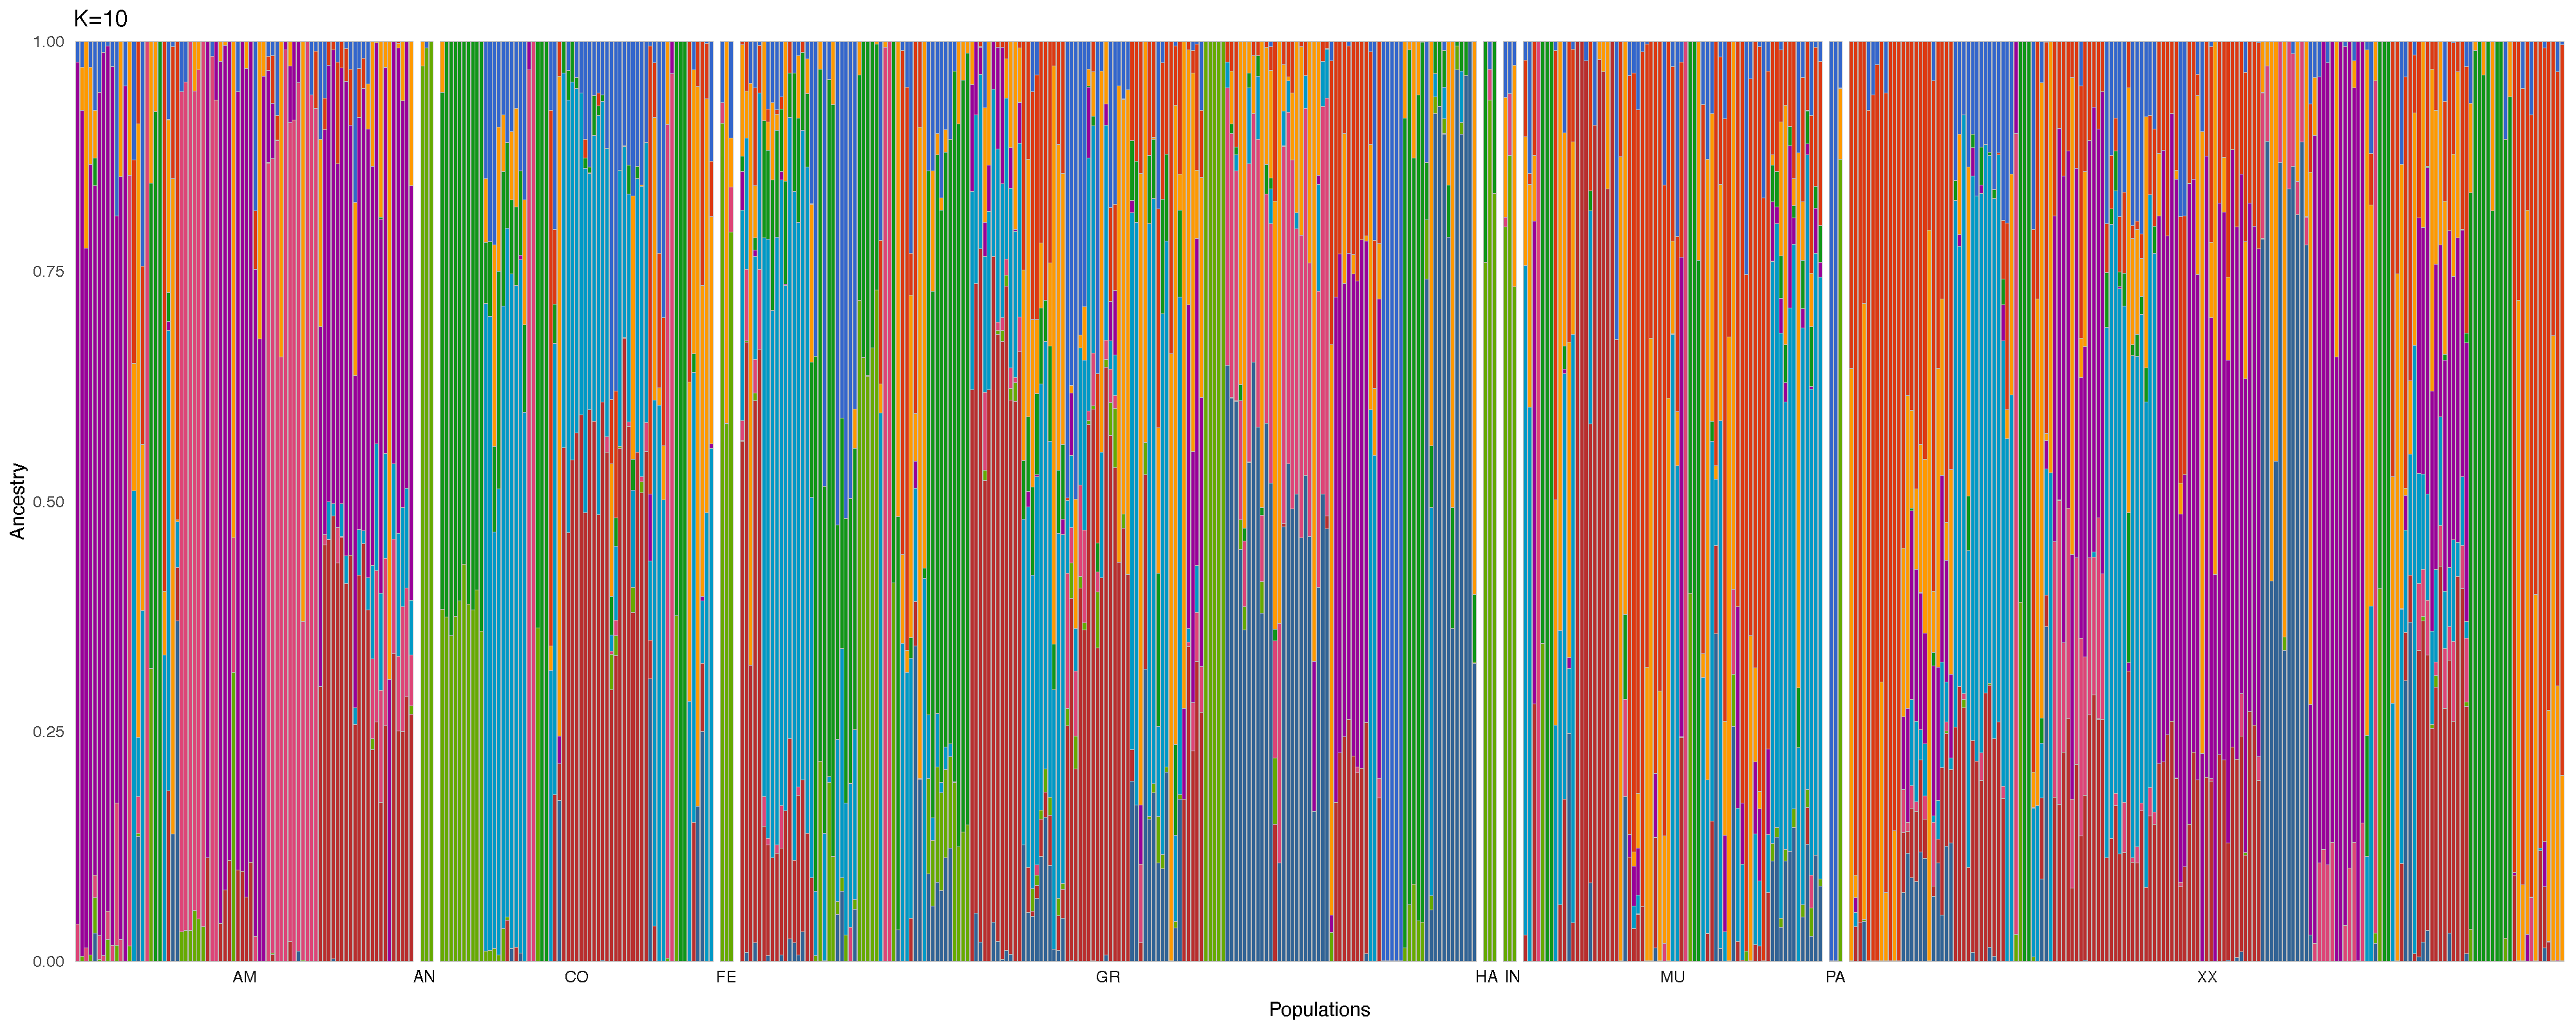 K=10
1.00
0.75
0.50
0.25
0.00
Ancestry
AM AN CO FE GR HA IN MU PA XX
Populations